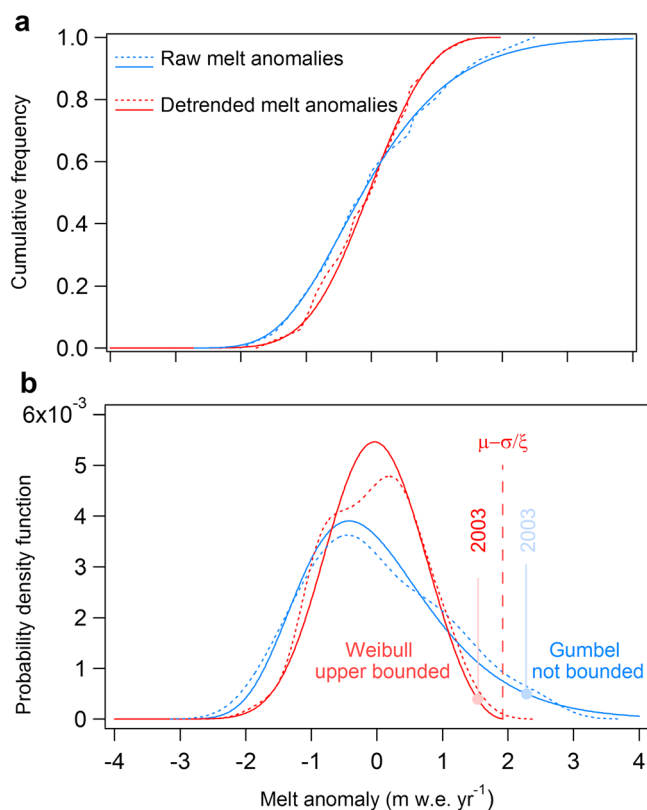 a
1.0
0.8
0.6
0.4
0.2
0.0
Cumulative frequency
Raw melt anomalies
Detrended melt anomalies
b
6x10⁻³
5
4
3
2
1
0
Probability density function
μ−σ/ξ
2003
2003
Weibull
upper bounded
Gumbel
not bounded
-4 -3 -2 -1 0 1 2 3 4
Melt anomaly (m w.e. yr⁻¹)